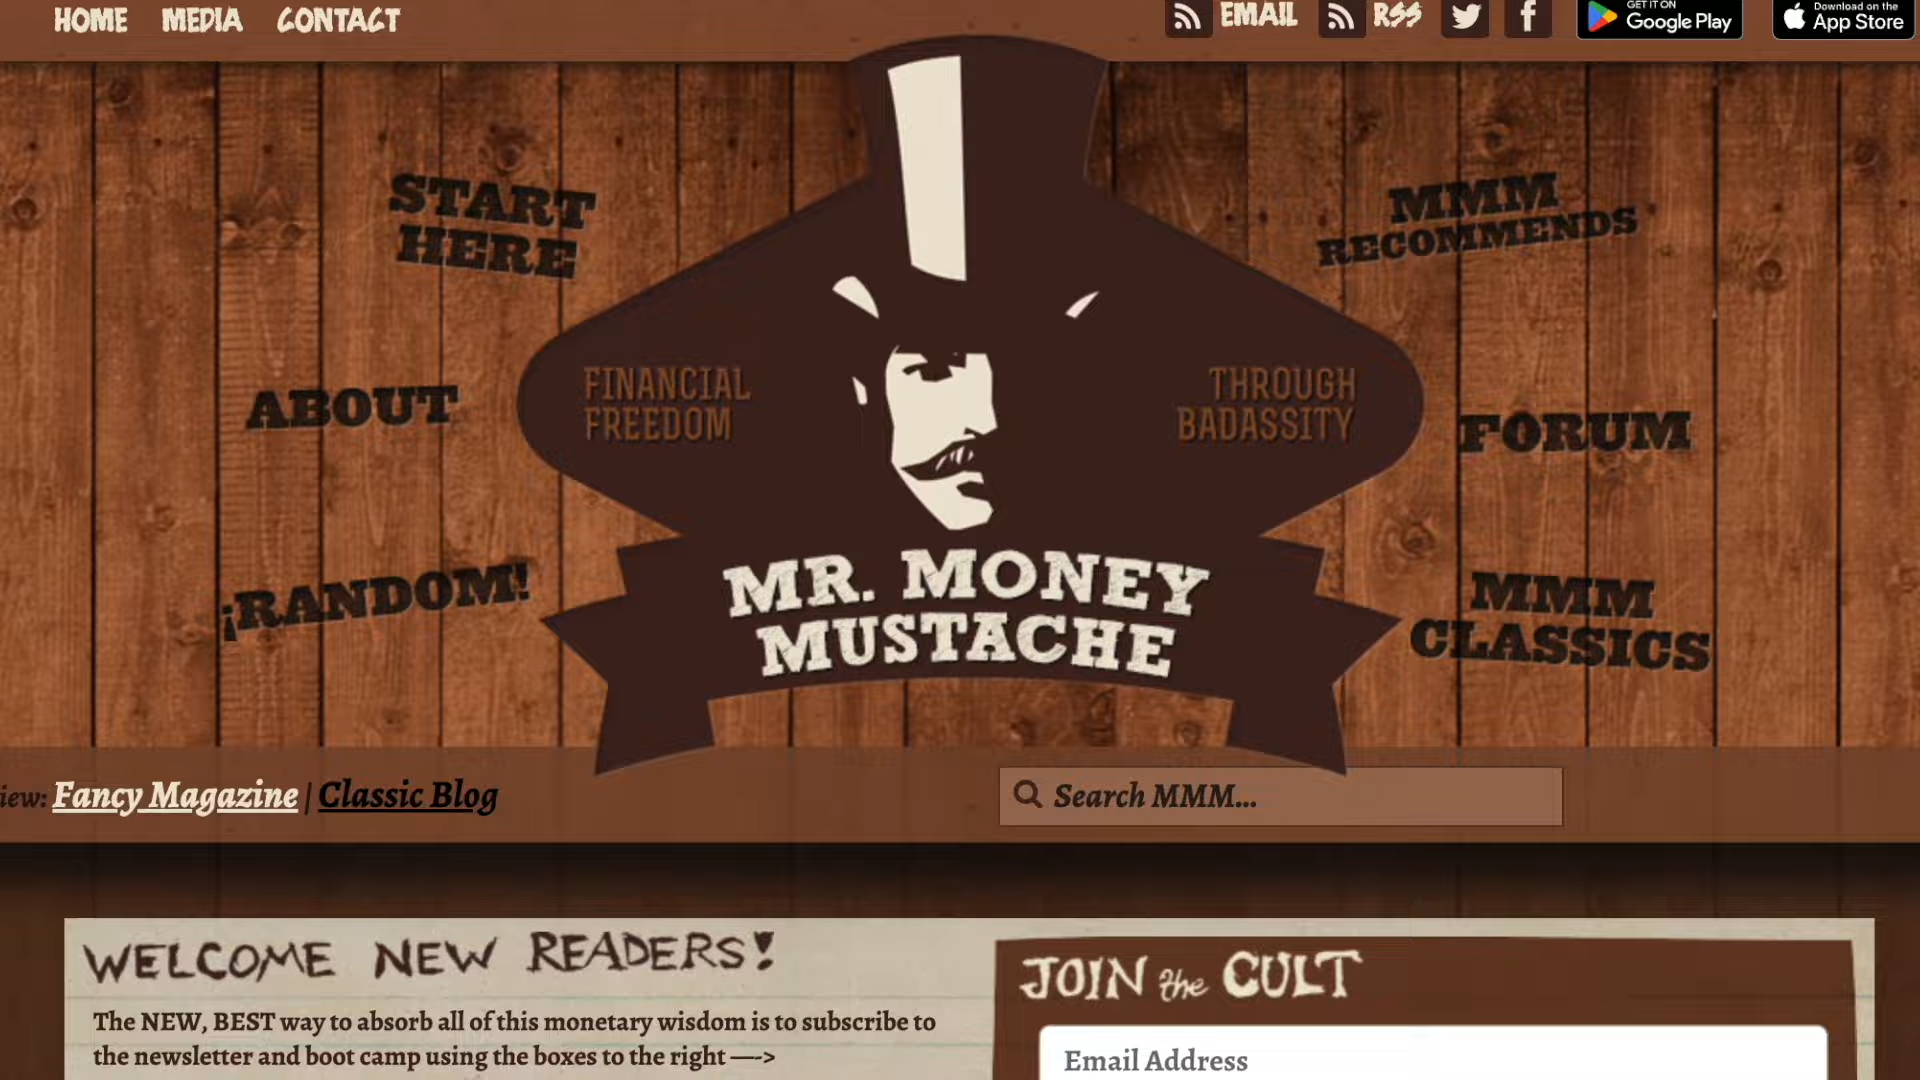 HOME MEDIA CONTACT
EMAIL RSS
GET IT ON
Google Play
Download on the
App Store
START
HERE
MMM
RECOMMENDS
FINANCIAL
FREEDOM
THROUGH
BADASSITY
ABOUT
FORUM
¡RANDOM!
MR. MONEY
MUSTACHE
MMM
CLASSICS
iew: Fancy Magazine | Classic Blog
Search MMM...
WELCOME NEW READERS!
The NEW, BEST way to absorb all of this monetary wisdom is to subscribe to
the newsletter and boot camp using the boxes to the right —->
JOIN the CULT
Email Address